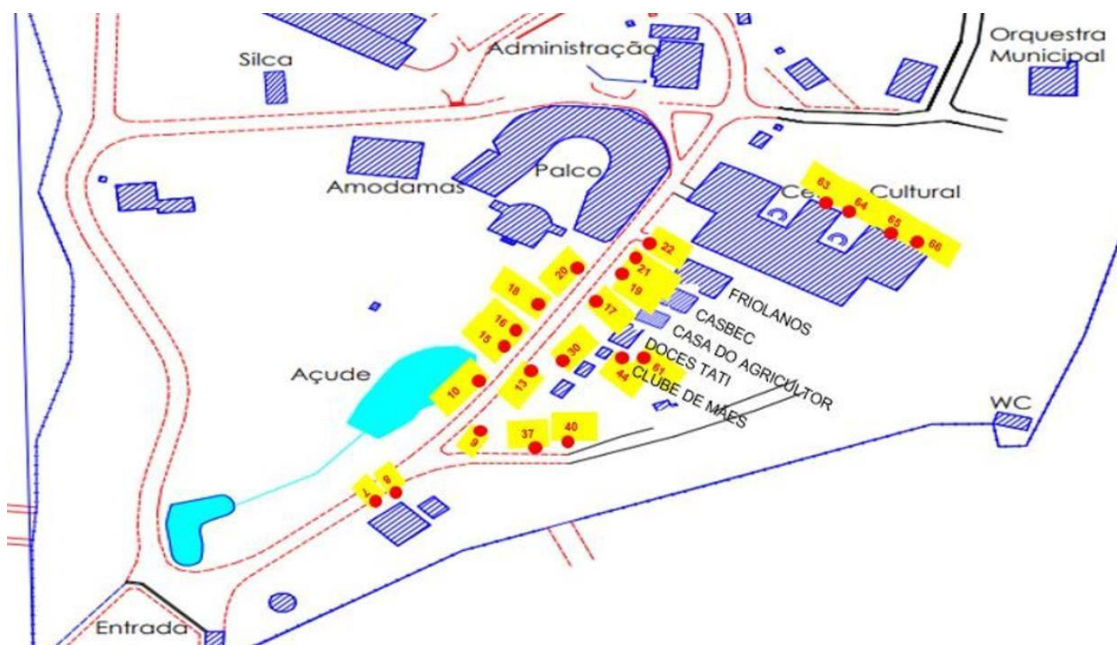 Orquestra
Municipal
Administração
Silca
Palco
Amodamas
Cultural
63
64
65
66
22
21
20
19
18
17
16
15
FRIOLANOS
CASBEC
CASA DO AGRICULTOR
DOCES TATI
CLUBE DE MÃES
30
44
61
Açude
10
13
WC
9
37
40
8
7
Entrada